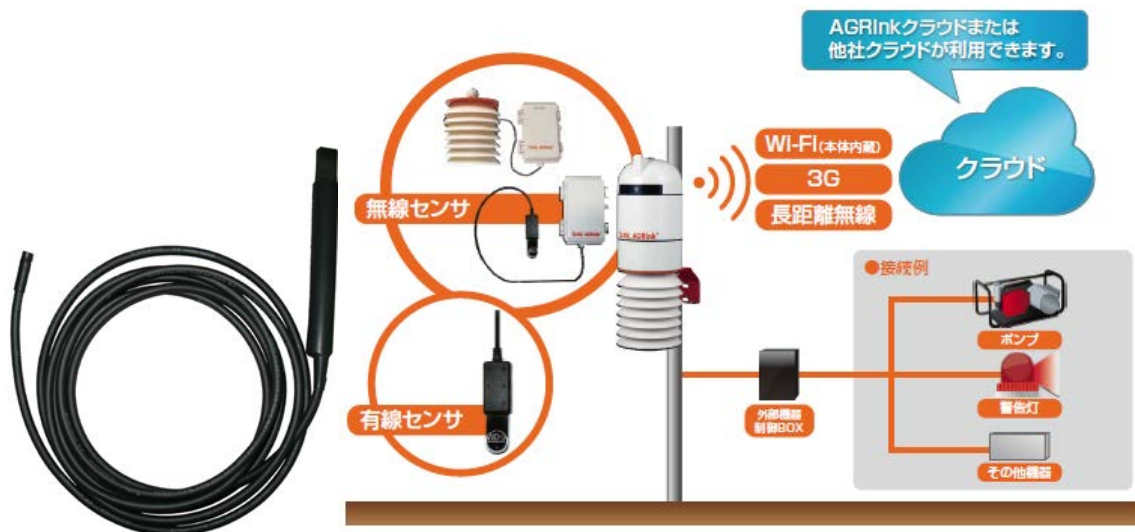 AGRInkクラウドまたは
他社クラウドが利用できます。
クラウド
Wi-Fi(本体内蔵)
3G
長距離無線
無線センサ
有線センサ
AGRInk
●接続例
ポンプ
警告灯
その他機器
外部機器
制御BOX